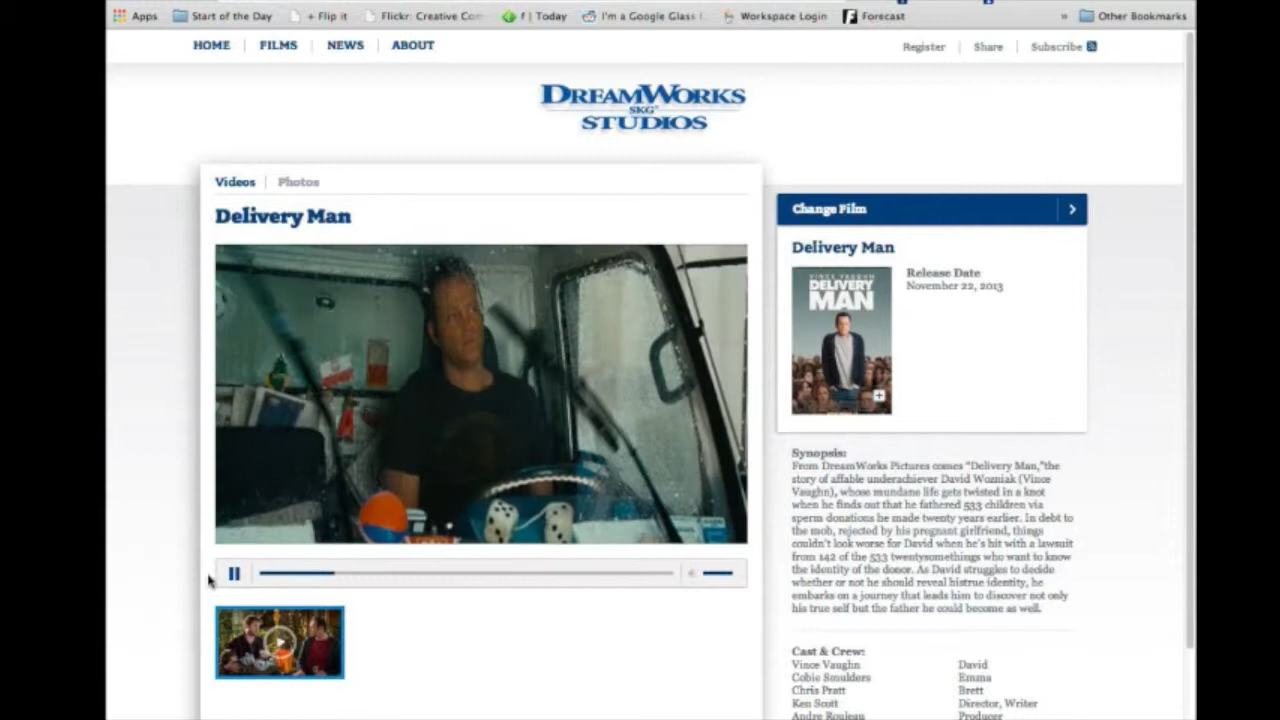 Apps Start of the Day + Flip it Flickr: Creative Con f | Today I'm a Google Glass Workspace Login Forecast » Other Bookmarks
HOME FILMS NEWS ABOUT Register Share Subscribe
DREAMWORKS
SKG
STUDIOS
Videos Photos
Delivery Man
Change Film
Delivery Man
VINCE VAUGHN
DELIVERY
MAN
Release Date
November 22, 2013
Synopsis:
From DreamWorks Pictures comes "Delivery Man,"the
story of affable underachiever David Wozniak (Vince
Vaughn), whose mundane life gets twisted in a knot
when he finds out that he fathered 533 children via
sperm donations he made twenty years earlier. In debt to
the mob, rejected by his pregnant girlfriend, things
couldn't look worse for David when he's hit with a lawsuit
from 142 of the 533 twentysomethings who want to know
the identity of the donor. As David struggles to decide
whether or not he should reveal histrue identity, he
embarks on a journey that leads him to discover not only
his true self but the father he could become as well.
Cast & Crew:
Vince Vaughn David
Cobie Smulders Emma
Chris Pratt Brett
Ken Scott Director, Writer
Andre Rouleau Producer